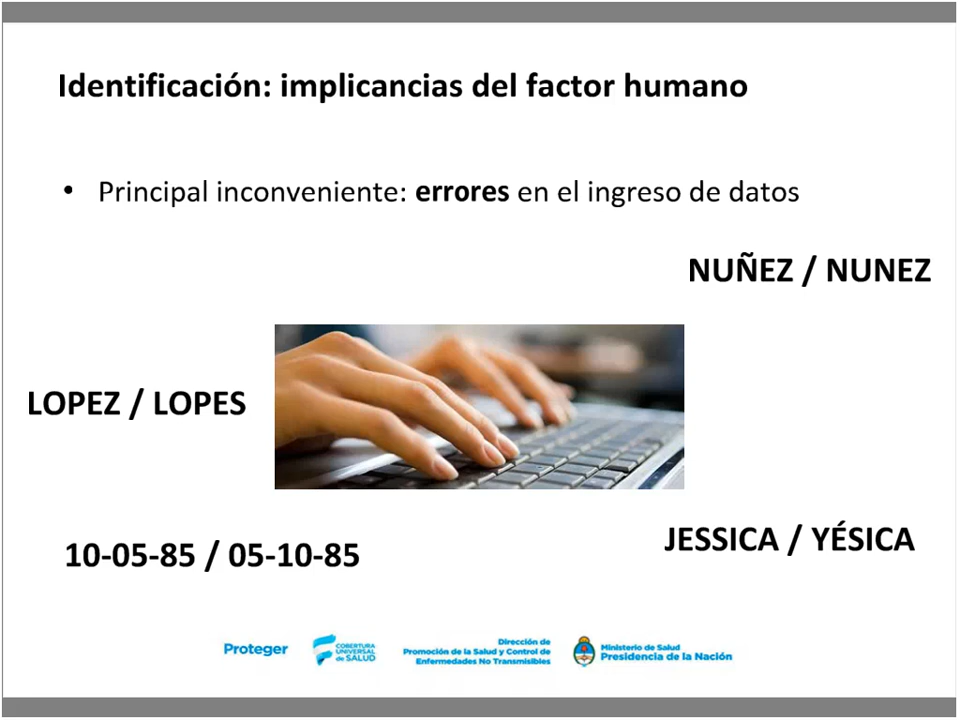 Identificación: implicancias del factor humano
• Principal inconveniente: errores en el ingreso de datos
NUÑEZ / NUNEZ
LOPEZ / LOPES
JESSICA / YÉSICA
10-05-85 / 05-10-85
Proteger
COBERTURA
UNIVERSAL
de SALUD
Dirección de
Promoción de la Salud y Control de
Enfermedades No Transmisibles
Ministerio de Salud
Presidencia de la Nación